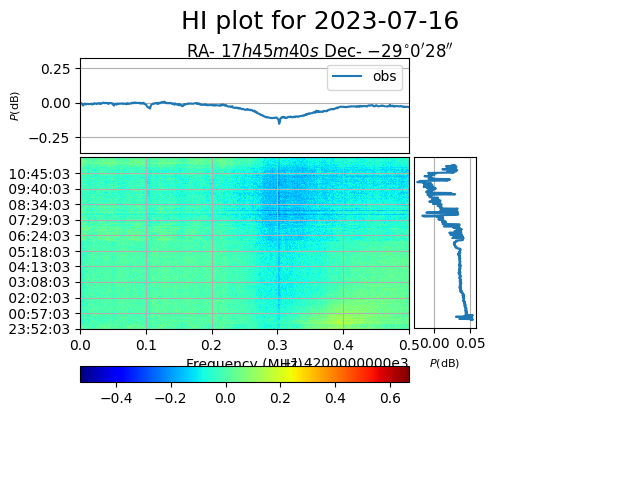 HI plot for 2023-07-16
RA- 17h45m40s Dec- −29°0′28″
0.25
0.00
−0.25
P(dB)
obs
10:45:03
09:40:03
08:34:03
07:29:03
06:24:03
05:18:03
04:13:03
03:08:03
02:02:03
00:57:03
23:52:03
0.0 0.1 0.2 0.3 0.4 0.5
0.00 0.05
P(dB)
Frequency (MHz)
−0.4 −0.2 0.0 0.2 0.4 0.6